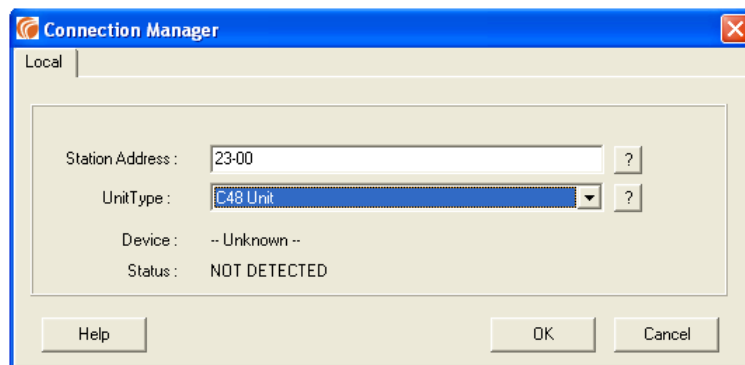 Connection Manager
Local
Station Address : 23-00 ?
UnitType : C48 Unit ?
Device : -- Unknown --
Status : NOT DETECTED
Help OK Cancel